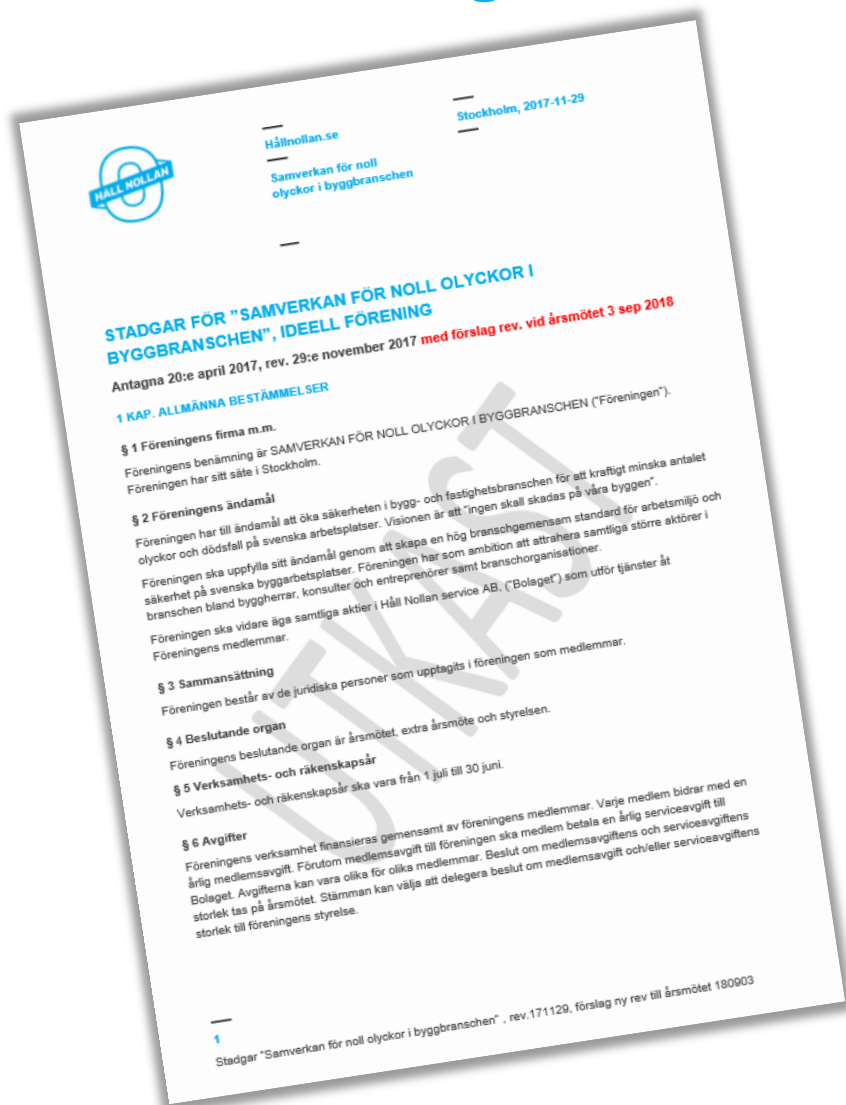 HÅLL NOLLAN
Hållnollan.se
Samverkan för noll
olyckor i byggbranschen
Stockholm, 2017-11-29
STADGAR FÖR ”SAMVERKAN FÖR NOLL OLYCKOR I
BYGGBRANSCHEN”, IDEELL FÖRENING
Antagna 20:e april 2017, rev. 29:e november 2017 med förslag rev. vid årsmötet 3 sep 2018
1 KAP. ALLMÄNNA BESTÄMMELSER
§ 1 Föreningens firma m.m.
Föreningens benämning är SAMVERKAN FÖR NOLL OLYCKOR I BYGGBRANSCHEN (”Föreningen”).
Föreningen har sitt säte i Stockholm.
§ 2 Föreningens ändamål
Föreningen har till ändamål att öka säkerheten i bygg- och fastighetsbranschen för att kraftigt minska antalet
olyckor och dödsfall på svenska arbetsplatser. Visionen är att ”ingen skall skadas på våra byggen”.
Föreningen ska uppfylla sitt ändamål genom att skapa en hög branschgemensam standard för arbetsmiljö och
säkerhet på svenska byggarbetsplatser. Föreningen har som ambition att attrahera samtliga större aktörer i
branschen bland byggherrar, konsulter och entreprenörer samt branschorganisationer.
Föreningen ska vidare äga samtliga aktier i Håll Nollan service AB, (”Bolaget”) som utför tjänster åt
Föreningens medlemmar.
§ 3 Sammansättning
Föreningen består av de juridiska personer som upptagits i föreningen som medlemmar.
§ 4 Beslutande organ
Föreningens beslutande organ är årsmötet, extra årsmöte och styrelsen.
§ 5 Verksamhets- och räkenskapsår
Verksamhets- och räkenskapsår ska vara från 1 juli till 30 juni.
§ 6 Avgifter
Föreningens verksamhet finansieras gemensamt av föreningens medlemmar. Varje medlem bidrar med en
årlig medlemsavgift. Förutom medlemsavgift till föreningen ska medlem betala en årlig serviceavgift till
Bolaget. Avgifterna kan vara olika för olika medlemmar. Beslut om medlemsavgiftens och serviceavgiftens
storlek tas på årsmötet. Stämman kan välja att delegera beslut om medlemsavgift och/eller serviceavgiftens
storlek till föreningens styrelse.
UTKAST
1
Stadgar ”Samverkan för noll olyckor i byggbranschen” , rev.171129, förslag ny rev till årsmötet 180903